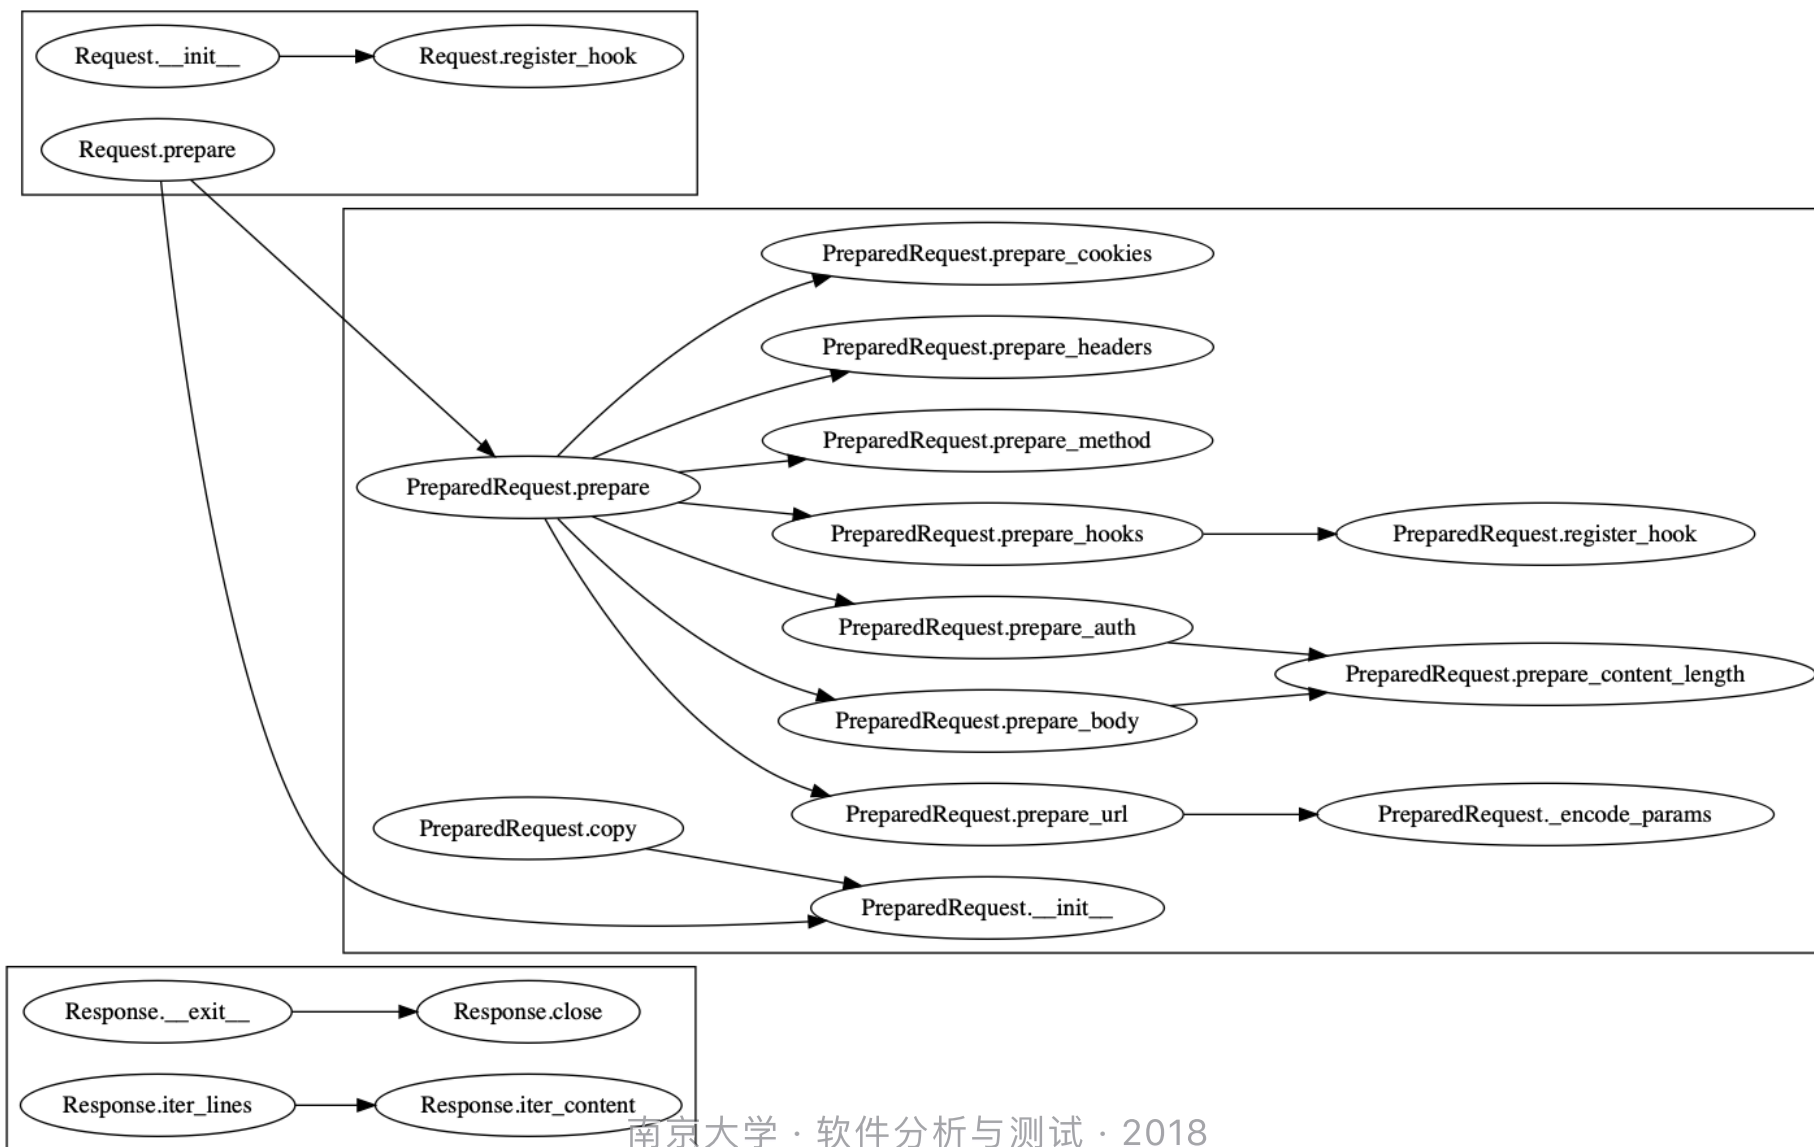 Request.__init__
Request.register_hook
Request.prepare
PreparedRequest.prepare_cookies
PreparedRequest.prepare_headers
PreparedRequest.prepare_method
PreparedRequest.prepare
PreparedRequest.prepare_hooks
PreparedRequest.register_hook
PreparedRequest.prepare_auth
PreparedRequest.prepare_content_length
PreparedRequest.prepare_body
PreparedRequest.prepare_url
PreparedRequest._encode_params
PreparedRequest.copy
PreparedRequest.__init__
Response.__exit__
Response.close
Response.iter_lines
Response.iter_content
南京大学 · 软件分析与测试 · 2018